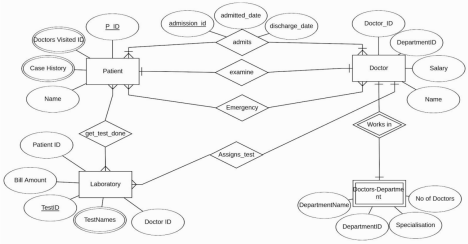 P_ID
admission_id
admitted_date
discharge_date
Doctor_ID
Doctors Visited ID
admits
DepartmentID
Case History
Patient
examine
Doctor
Salary
Name
Emergency
Name
get_test_done
Works in
Patient ID
Assigns_test
Bill Amount
Laboratory
DepartmentName
Doctors-Departme
nt
No of Doctors
TestID
TestNames
Doctor ID
DepartmentID
Specialisation